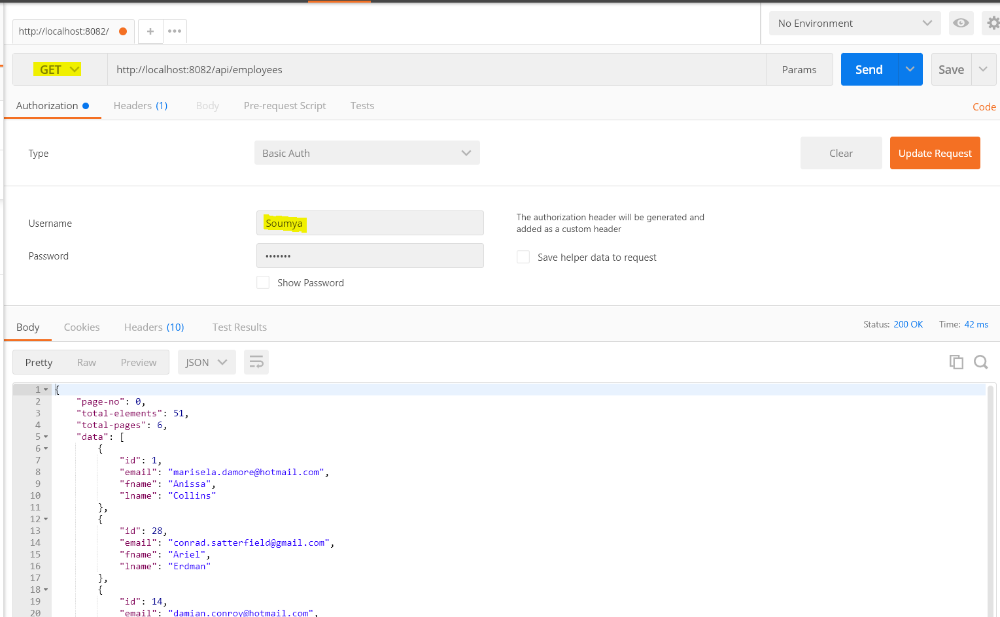 http://localhost:8082/ + •••
No Environment
GET http://localhost:8082/api/employees Params Send Save
Authorization Headers (1) Body Pre-request Script Tests Code
Type Basic Auth Clear Update Request
Username Soumya
The authorization header will be generated and
added as a custom header
Password •••••••
Save helper data to request
Show Password
Body Cookies Headers (10) Test Results Status: 200 OK Time: 42 ms
Pretty Raw Preview JSON
1 {
2 "page-no": 0,
3 "total-elements": 51,
4 "total-pages": 6,
5 "data": [
6 {
7 "id": 1,
8 "email": "marisela.damore@hotmail.com",
9 "fname": "Anissa",
10 "lname": "Collins"
11 },
12 {
13 "id": 28,
14 "email": "conrad.satterfield@gmail.com",
15 "fname": "Ariel",
16 "lname": "Erdman"
17 },
18 {
19 "id": 14,
20 "email": "damian.conroy@hotmail.com",